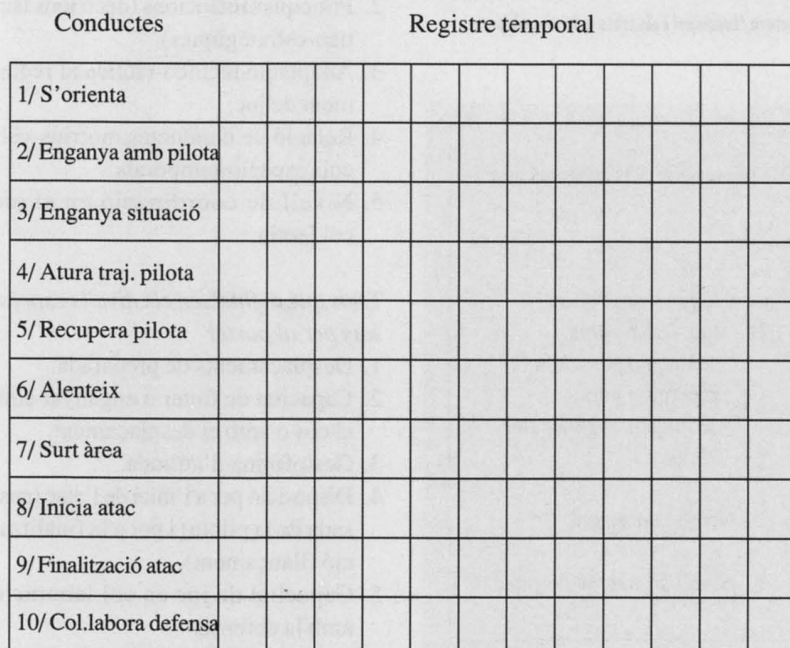 Conductes Registre temporal
1/ S’orienta
2/ Enganya amb pilota
3/ Enganya situació
4/ Atura traj. pilota
5/ Recupera pilota
6/ Alenteix
7/ Surt àrea
8/ Inicia atac
9/ Finalització atac
10/ Col.labora defensa